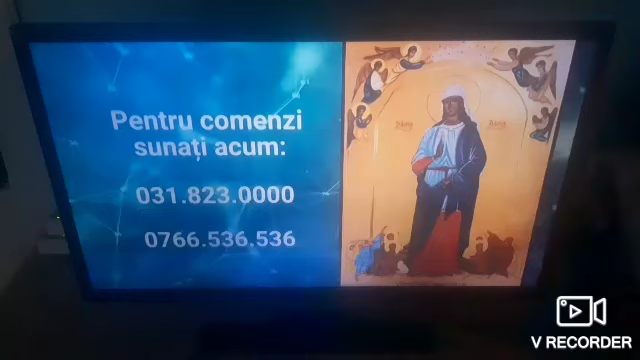 Pentru comenzi
sunați acum:
031.823.0000
0766.536.536
V RECORDER